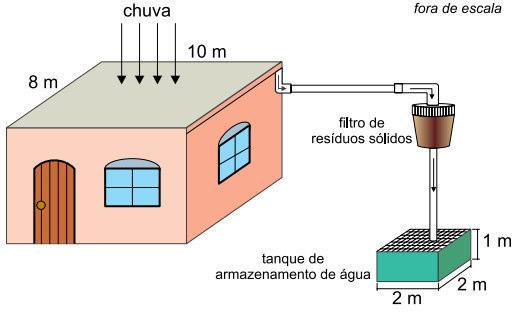 chuva
fora de escala
10 m
8 m
filtro de
resíduos sólidos
tanque de
armazenamento de água
1 m
2 m
2 m